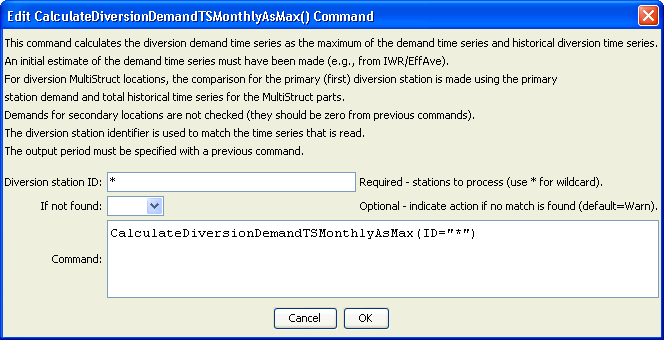 Edit CalculateDiversionDemandTSMonthlyAsMax() Command
This command calculates the diversion demand time series as the maximum of the demand time series and historical diversion time series.
An initial estimate of the demand time series must have been made (e.g., from IWR/EffAve).
For diversion MultiStruct locations, the comparison for the primary (first) diversion station is made using the primary
station demand and total historical time series for the MultiStruct parts.
Demands for secondary locations are not checked (they should be zero from previous commands).
The diversion station identifier is used to match the time series that is read.
The output period must be specified with a previous command.
Diversion station ID: * Required - stations to process (use * for wildcard).
If not found: Optional - indicate action if no match is found (default=Warn).
Command: CalculateDiversionDemandTSMonthlyAsMax(ID="*")
Cancel OK